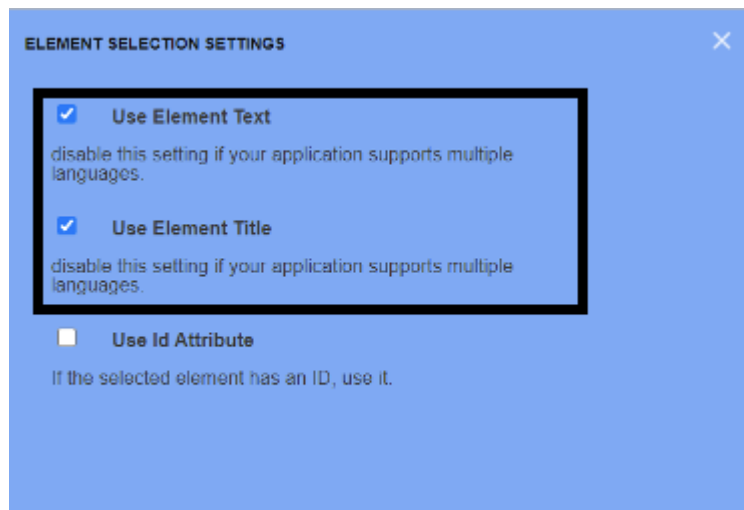 ELEMENT SELECTION SETTINGS
Use Element Text
disable this setting if your application supports multiple
languages.
Use Element Title
disable this setting if your application supports multiple
languages.
Use Id Attribute
If the selected element has an ID, use it.